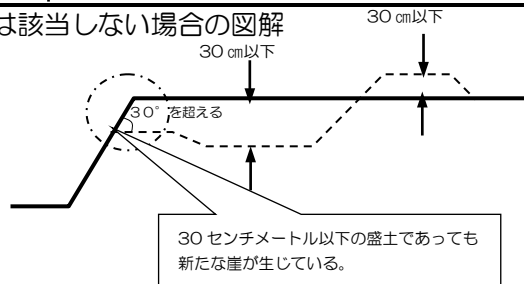 は該当しない場合の図解
30 ㎝以下
30 ㎝以下
30°を超える
30 センチメートル以下の盛土であっても
新たな崖が生じている。